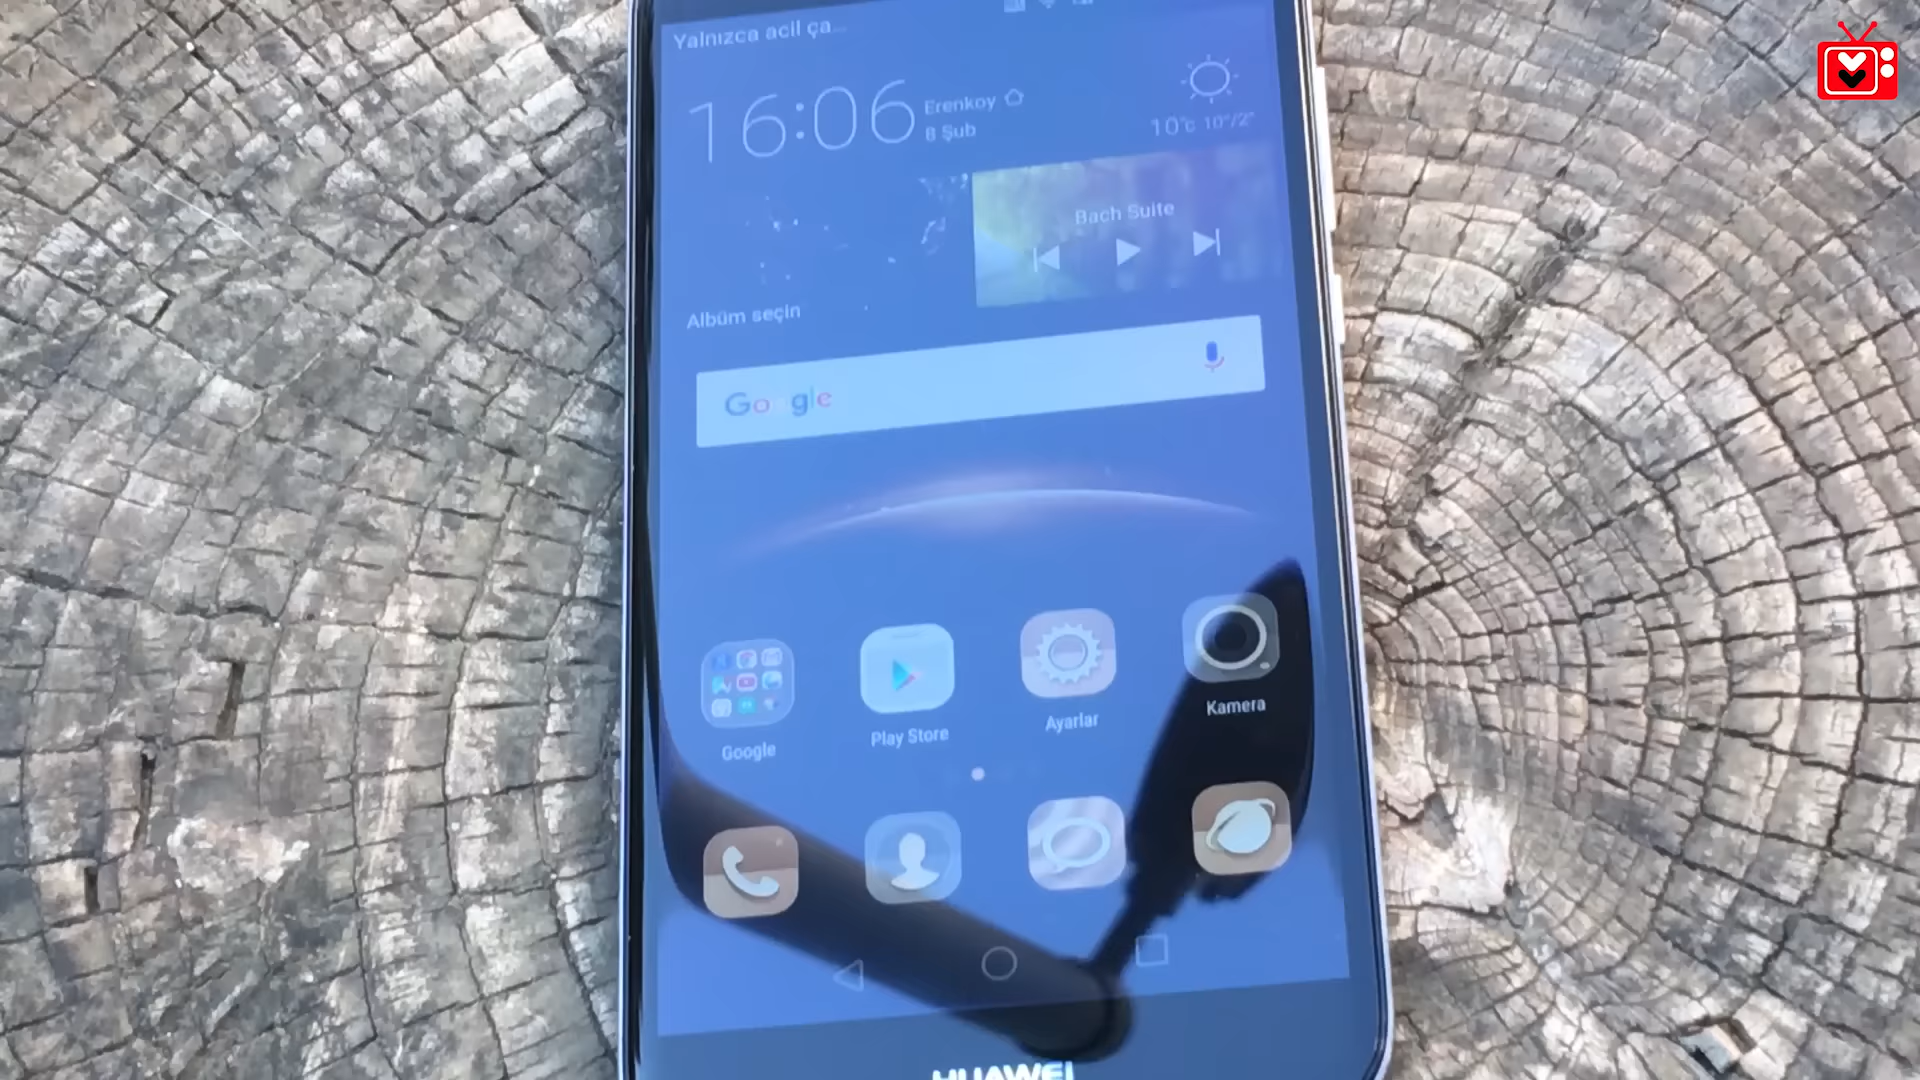 Yalnızca acil ça...
16:06
Erenkoy
8 Şub
10°c 10°/2°
Bach Suite
Albüm seçin
Google
Google
Play Store
Ayarlar
Kamera
HUAWEI